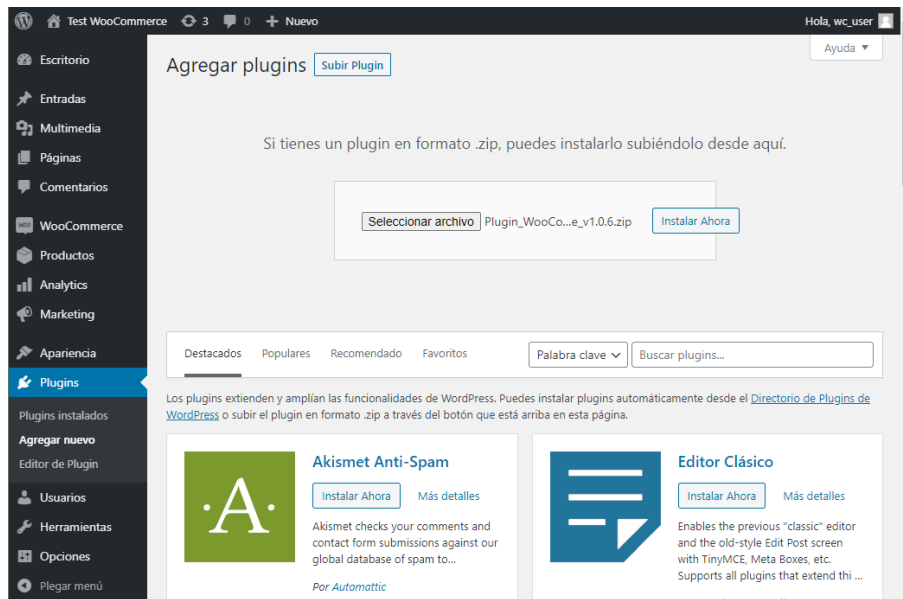 Test WooCommerce 3 0 Nuevo Hola, wc_user
Ayuda
Escritorio
Entradas
Multimedia
Páginas
Comentarios
WooCommerce
Productos
Analytics
Marketing
Apariencia
Plugins
Plugins instalados
Agregar nuevo
Editor de Plugin
Usuarios
Herramientas
Opciones
Plegar menú
Agregar plugins Subir Plugin
Si tienes un plugin en formato .zip, puedes instalarlo subiéndolo desde aquí.
Seleccionar archivo Plugin_WooCo...e_v1.0.6.zip Instalar Ahora
Destacados Populares Recomendado Favoritos Palabra clave Buscar plugins...
Los plugins extienden y amplían las funcionalidades de WordPress. Puedes instalar plugins automáticamente desde el Directorio de Plugins de
WordPress o subir el plugin en formato .zip a través del botón que está arriba en esta página.
·A·
Akismet Anti-Spam
Instalar Ahora Más detalles
Akismet checks your comments and
contact form submissions against our
global database of spam to...
Por Automattic
Editor Clásico
Instalar Ahora Más detalles
Enables the previous "classic" editor
and the old-style Edit Post screen
with TinyMCE, Meta Boxes, etc.
Supports all plugins that extend thi ...